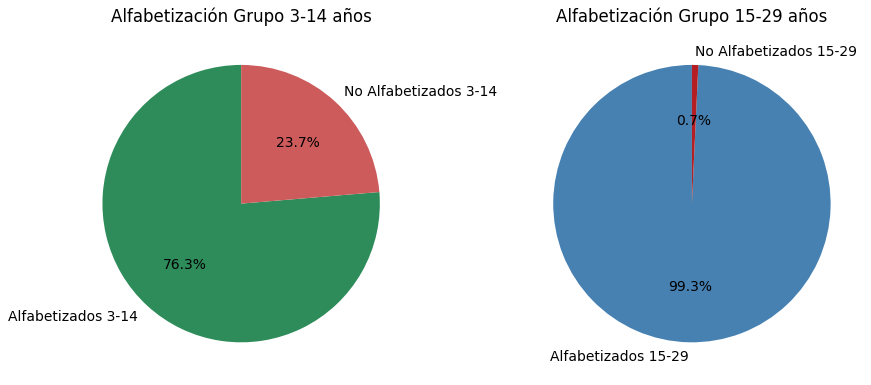 Alfabetización Grupo 3-14 años
No Alfabetizados 3-14
23.7%
76.3%
Alfabetizados 3-14
Alfabetización Grupo 15-29 años
No Alfabetizados 15-29
0.7%
99.3%
Alfabetizados 15-29